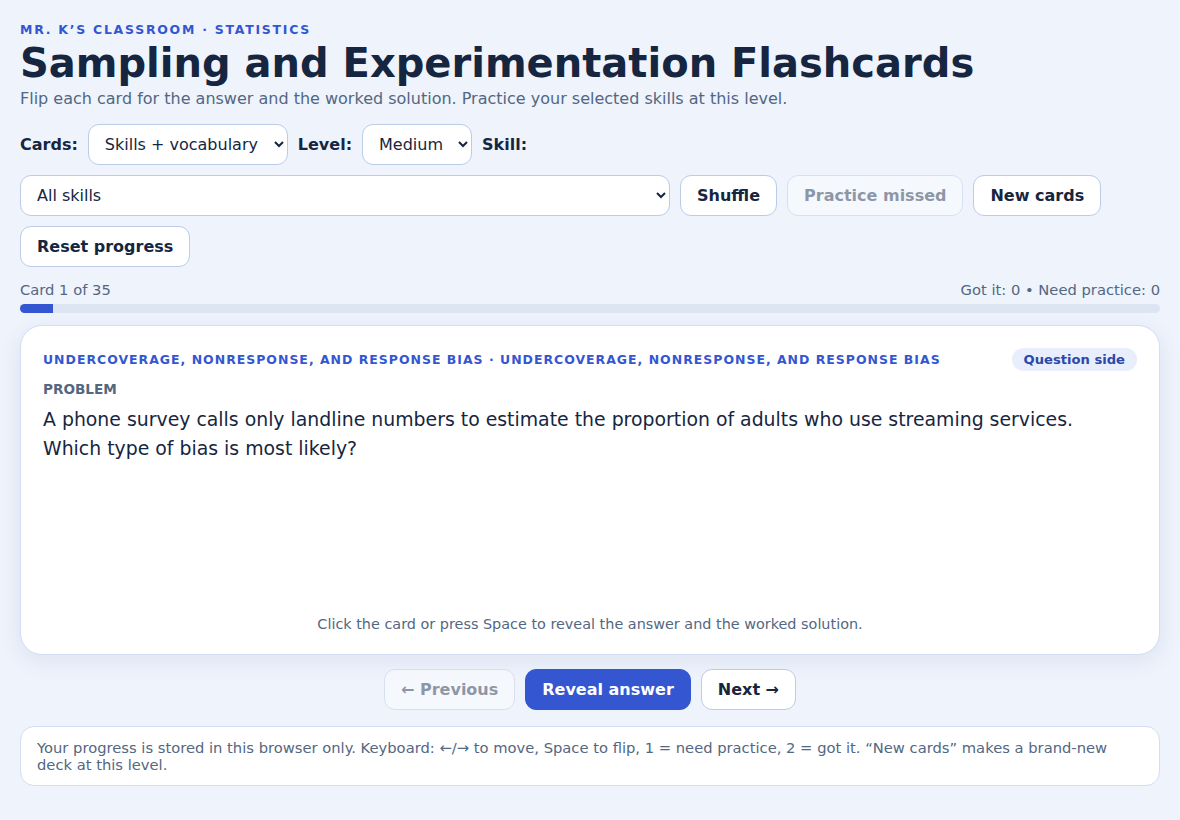 MR. K’S CLASSROOM · STATISTICS
Sampling and Experimentation Flashcards
Flip each card for the answer and the worked solution. Practice your selected skills at this level.
Cards: Skills + vocabulary Level: Medium Skill:
All skills Shuffle Practice missed New cards
Reset progress
Card 1 of 35 Got it: 0 • Need practice: 0
UNDERCOVERAGE, NONRESPONSE, AND RESPONSE BIAS · UNDERCOVERAGE, NONRESPONSE, AND RESPONSE BIAS Question side
PROBLEM
A phone survey calls only landline numbers to estimate the proportion of adults who use streaming services.
Which type of bias is most likely?
Click the card or press Space to reveal the answer and the worked solution.
← Previous Reveal answer Next →
Your progress is stored in this browser only. Keyboard: ←/→ to move, Space to flip, 1 = need practice, 2 = got it. “New cards” makes a brand-new
deck at this level.